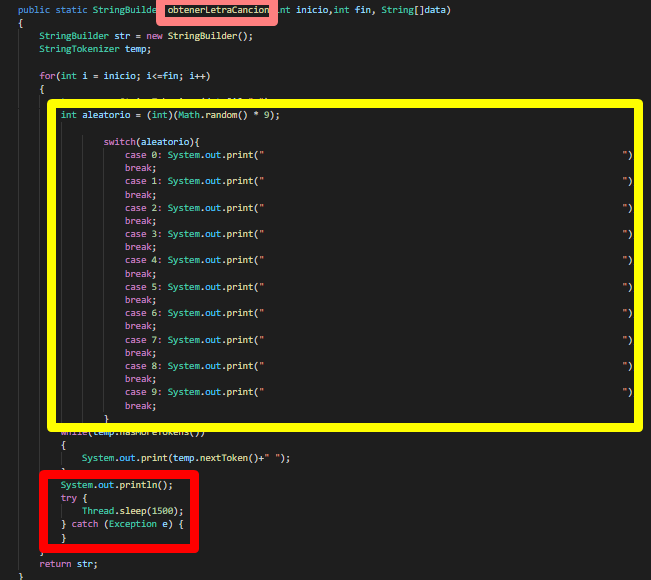 public static StringBuilder obtenerLetraCancion(int inicio,int fin, String[]data)
{
StringBuilder str = new StringBuilder();
StringTokenizer temp;
for(int i = inicio; i<=fin; i++)
{
int aleatorio = (int)(Math.random() * 9);
switch(aleatorio){
case 0: System.out.print(" ")
break;
case 1: System.out.print(" ")
break;
case 2: System.out.print(" ")
break;
case 3: System.out.print(" ")
break;
case 4: System.out.print(" ")
break;
case 5: System.out.print(" ")
break;
case 6: System.out.print(" ")
break;
case 7: System.out.print(" ")
break;
case 8: System.out.print(" ")
break;
case 9: System.out.print(" ")
break;
}
while(temp.hasMoreTokens())
{
System.out.print(temp.nextToken()+" ");
}
System.out.println();
try {
Thread.sleep(1500);
} catch (Exception e) {
}
}
return str;
}